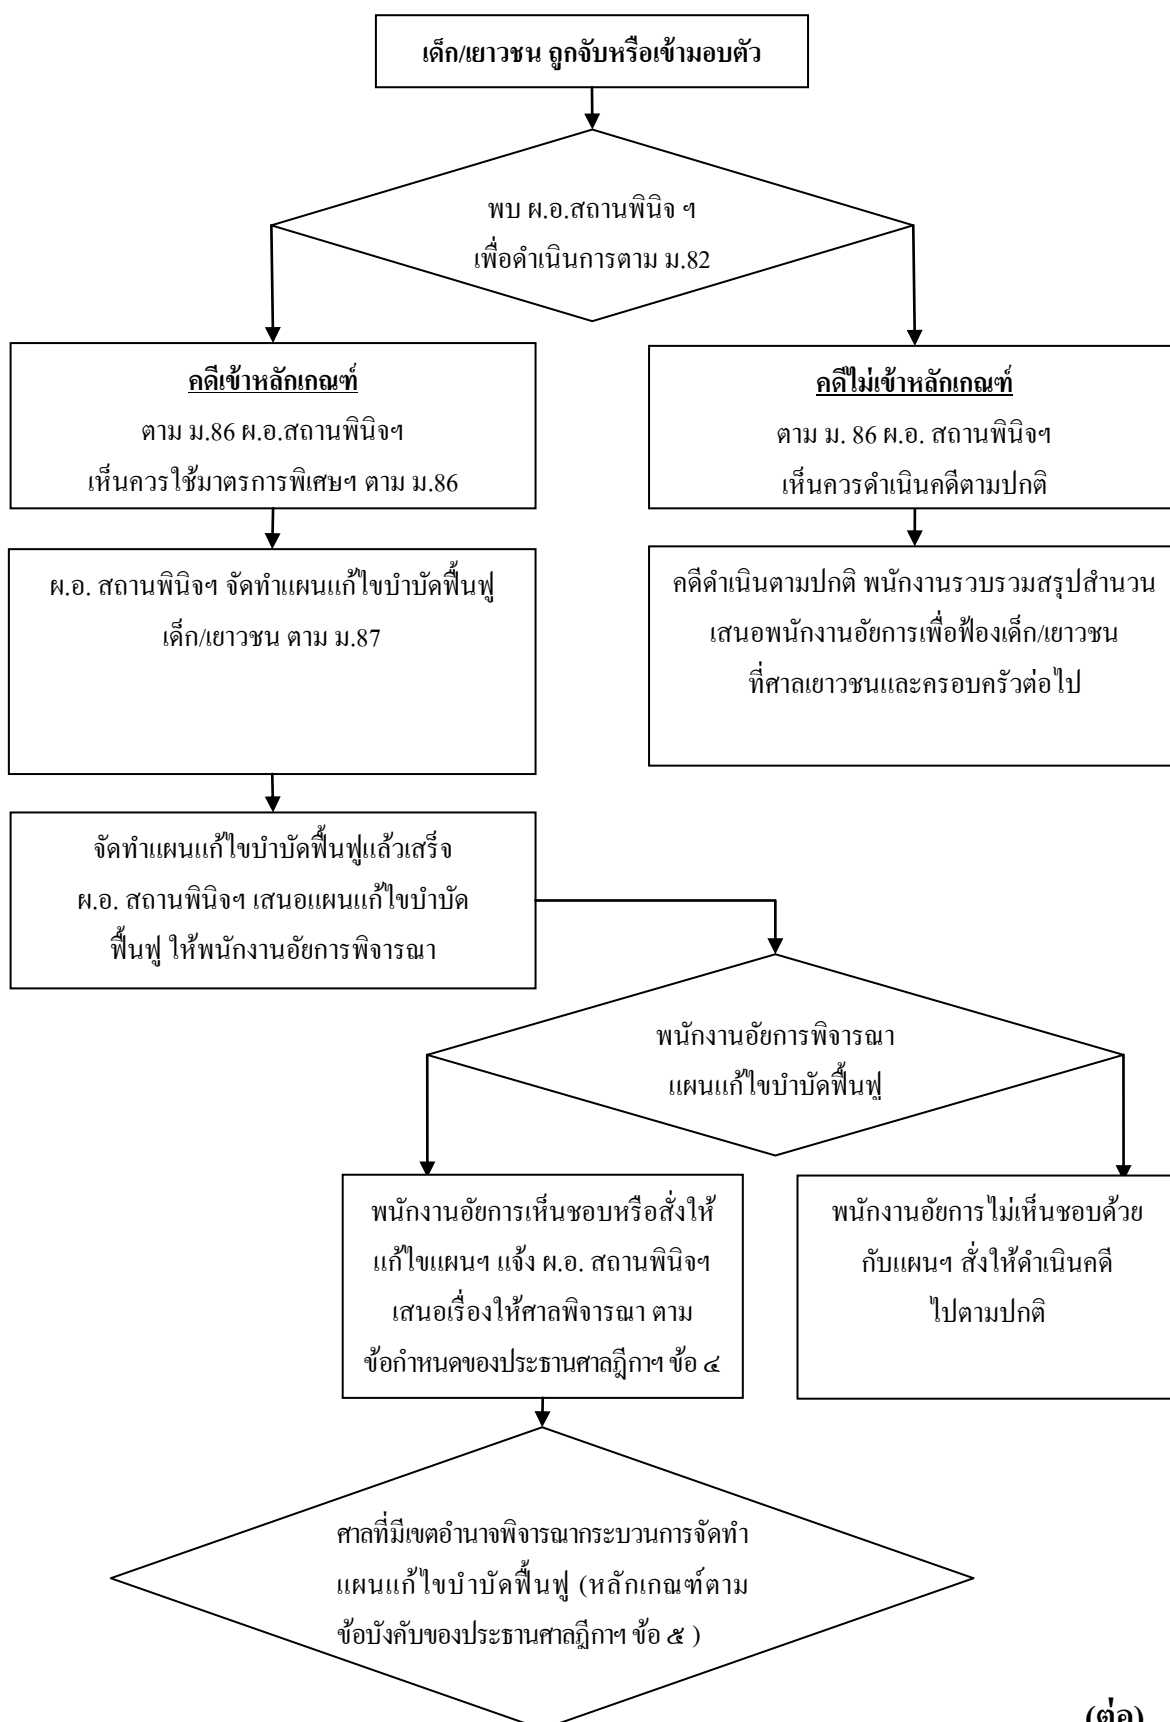 เด็ก/เยาวชน ถูกจับหรือเข้ามอบตัว
พบ ผ.อ.สถานพินิจ ฯ
เพื่อดำเนินการตาม ม.82
คดีเข้าหลักเกณฑ์
ตาม ม.86 ผ.อ.สถานพินิจฯ
เห็นควรใช้มาตรการพิเศษฯ ตาม ม.86
คดีไม่เข้าหลักเกณฑ์
ตาม ม. 86 ผ.อ. สถานพินิจฯ
เห็นควรดำเนินคดีตามปกติ
ผ.อ. สถานพินิจฯ จัดทำแผนแก้ไขบำบัดฟื้นฟู
เด็ก/เยาวชน ตาม ม.87
คดีดำเนินตามปกติ พนักงานรวบรวมสรุปสำนวน
เสนอพนักงานอัยการเพื่อฟ้องเด็ก/เยาวชน
ที่ศาลเยาวชนและครอบครัวต่อไป
จัดทำแผนแก้ไขบำบัดฟื้นฟูแล้วเสร็จ
ผ.อ. สถานพินิจฯ เสนอแผนแก้ไขบำบัด
ฟื้นฟู ให้พนักงานอัยการพิจารณา
พนักงานอัยการพิจารณา
แผนแก้ไขบำบัดฟื้นฟู
พนักงานอัยการเห็นชอบหรือสั่งให้
แก้ไขแผนฯ แจ้ง ผ.อ. สถานพินิจฯ
เสนอเรื่องให้ศาลพิจารณา ตาม
ข้อกำหนดของประธานศาลฎีกาฯ ข้อ ๔
พนักงานอัยการไม่เห็นชอบด้วย
กับแผนฯ สั่งให้ดำเนินคดี
ไปตามปกติ
ศาลที่มีเขตอำนาจพิจารณากระบวนการจัดทำ
แผนแก้ไขบำบัดฟื้นฟู (หลักเกณฑ์ตาม
ข้อบังคับของประธานศาลฎีกาฯ ข้อ ๕ )
(ต่อ)